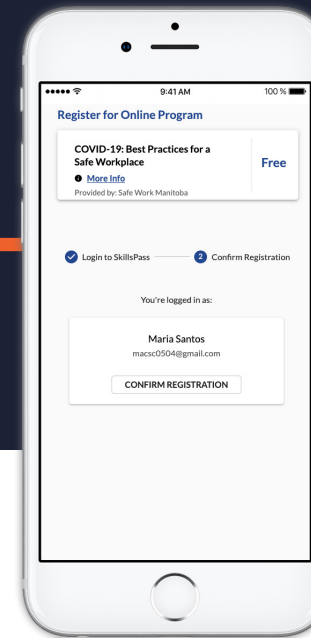 9:41 AM 100 %
Register for Online Program
COVID-19: Best Practices for a
Safe Workplace
Free
More Info
Provided by: Safe Work Manitoba
Login to SkillsPass 2 Confirm Registration
You're logged in as:
Maria Santos
macsc0504@gmail.com
CONFIRM REGISTRATION